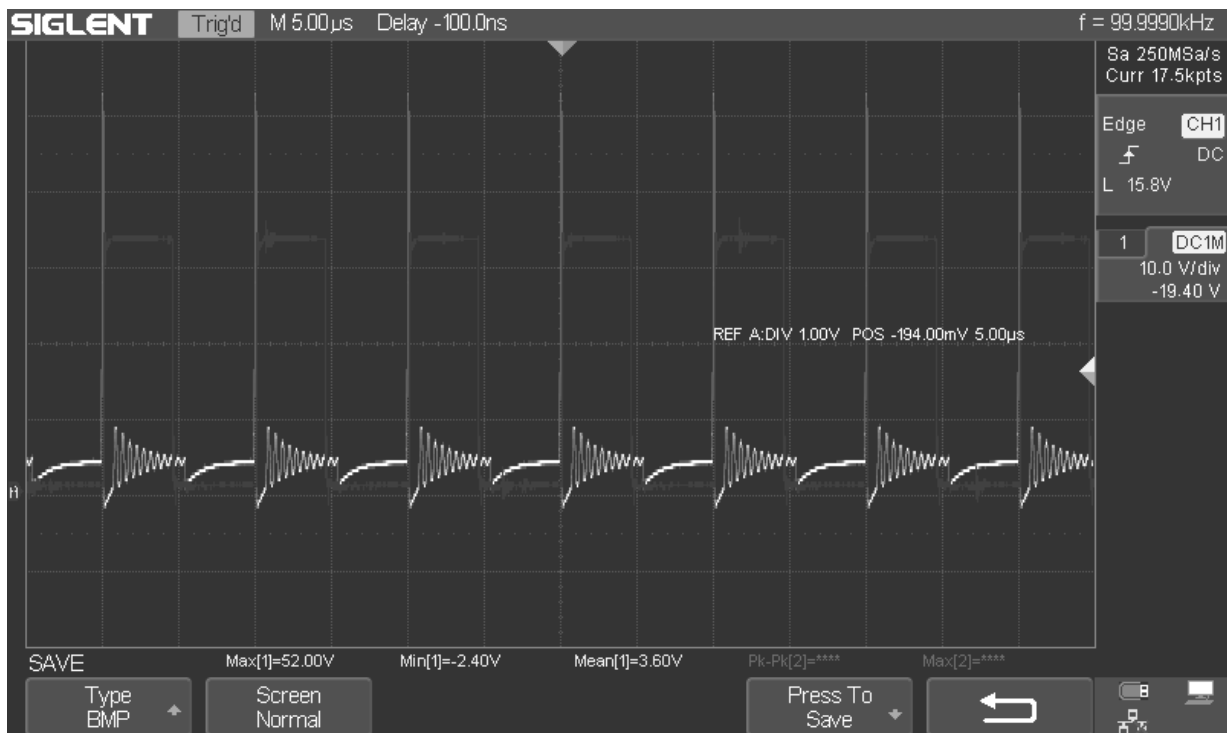 SIGLENT Trig'd M 5.00µs Delay -100.0ns f = 99.9990kHz
Sa 250MSa/s
Curr 17.5kpts
Edge CH1
DC
L 15.8V
1 DC1M
10.0 V/div
-19.40 V
REF A:DIV 1.00V POS -194.00mV 5.00µs
A
SAVE Max[1]=52.00V Min[1]=-2.40V Mean[1]=3.60V Pk-Pk[2]=**** Max[2]=****
Type
BMP
Screen
Normal
Press To
Save